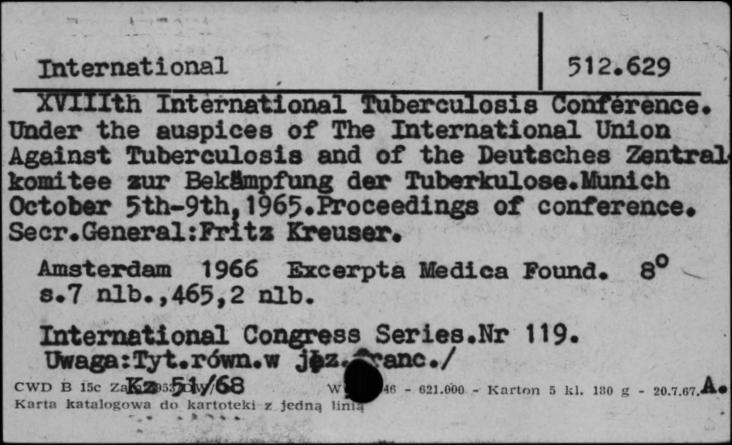 International 512.629
XVIIIth International Tuberculosis Conference.
Under the auspices of The International Union
Against Tuberculosis and of the Deutsches Zentral-
komitee zur Bekämpfung der Tuberkulose.Munich
October 5th-9th,1965.Proceedings of conference.
Secr.General:Fritz Kreuser.
Amsterdam 1966 Excerpta Medica Found. 8°
s.7 nlb.,465,2 nlb.
International Congress Series.Nr 119.
Uwaga:Tyt.równ.w jęz.franc./
Kz 51/68 A.
CWD B 15c 46 - 621.000 - Karton 5 kl. 180 g - 20.7.67.
Karta katalogowa do kartoteki z jedną linią